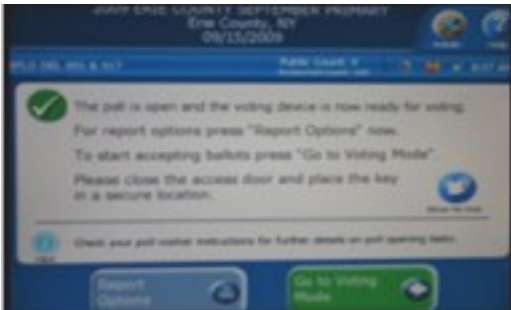 2009 ERIE COUNTY SEPTEMBER PRIMARY
Erie County, NY
09/15/2009
Public Count: 0
The poll is open and the voting device is now ready for voting.
For report options press "Report Options" now.
To start accepting ballots press "Go to Voting Mode".
Please close the access door and place the key
in a secure location.
Check your poll worker instructions for further details on poll opening tasks.
Report
Options
Go to Voting
Mode